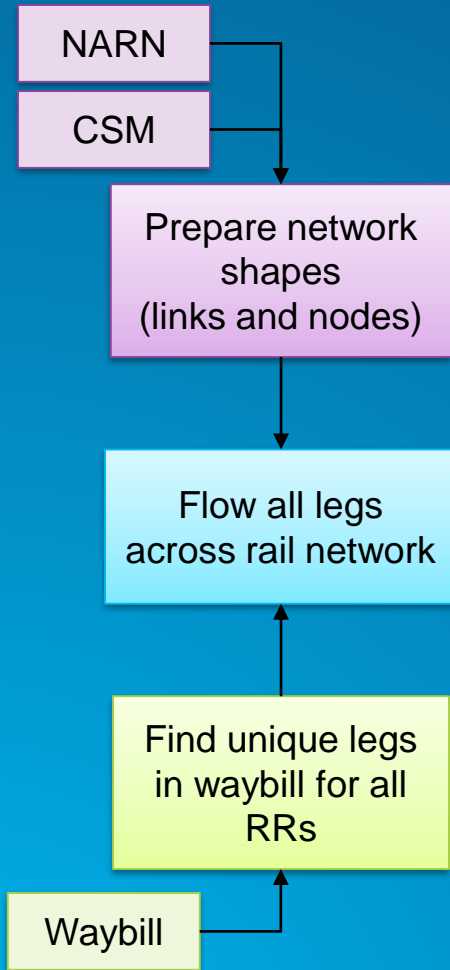 NARN
CSM
Prepare network
shapes
(links and nodes)
Flow all legs
across rail network
Find unique legs
in waybill for all
RRs
Waybill